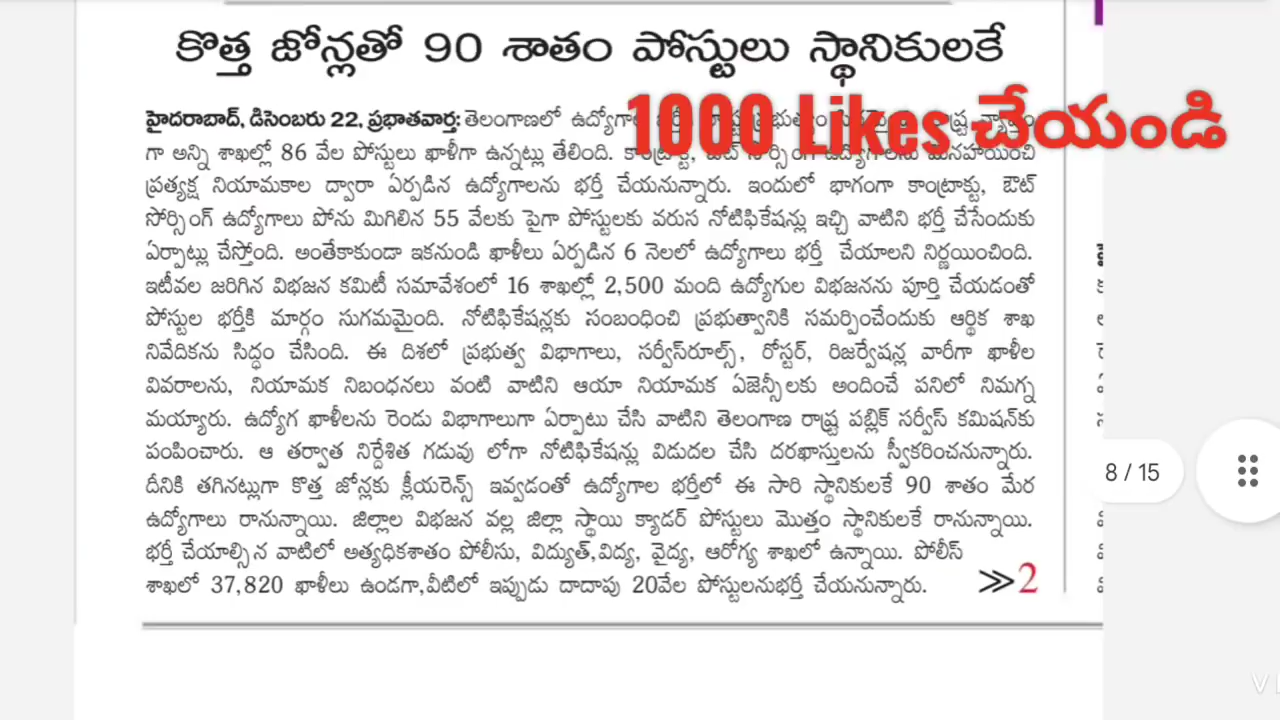 కొత్త జోన్లతో 90 శాతం పోస్టులు స్థానికులకే
1000 Likes చేయండి
హైదరాబాద్, డిసెంబరు 22, ప్రభాతవార్త: తెలంగాణలో ఉద్యోగాల
గా అన్ని శాఖల్లో 86 వేల పోస్టులు ఖాళీగా ఉన్నట్లు తేలింది. కాంట్రాక్ట్, ఔట్ సోర్సింగ్ ఉద్యోగాలను మినహాయించి
ప్రత్యక్ష నియామకాల ద్వారా ఏర్పడిన ఉద్యోగాలను భర్తీ చేయనున్నారు. ఇందులో భాగంగా కాంట్రాక్టు, ఔట్
సోర్సింగ్ ఉద్యోగాలు పోను మిగిలిన 55 వేలకు పైగా పోస్టులకు వరుస నోటిఫికేషన్లు ఇచ్చి వాటిని భర్తీ చేసేందుకు
ఏర్పాట్లు చేస్తోంది. అంతేకాకుండా ఇకనుండి ఖాళీలు ఏర్పడిన 6 నెలలో ఉద్యోగాలు భర్తీ చేయాలని నిర్ణయించింది.
ఇటీవల జరిగిన విభజన కమిటీ సమావేశంలో 16 శాఖల్లో 2,500 మంది ఉద్యోగుల విభజనను పూర్తి చేయడంతో
పోస్టుల భర్తీకి మార్గం సుగమమైంది. నోటిఫికేషన్లకు సంబంధించి ప్రభుత్వానికి సమర్పించేందుకు ఆర్థిక శాఖ
నివేదికను సిద్ధం చేసింది. ఈ దిశలో ప్రభుత్వ విభాగాలు, సర్వీస్‌రూల్స్, రోస్టర్, రిజర్వేషన్ల వారీగా ఖాళీల
వివరాలను, నియామక నిబంధనలు వంటి వాటిని ఆయా నియామక ఏజెన్సీలకు అందించే పనిలో నిమగ్న
మయ్యారు. ఉద్యోగ ఖాళీలను రెండు విభాగాలుగా ఏర్పాటు చేసి వాటిని తెలంగాణ రాష్ట్ర పబ్లిక్ సర్వీస్ కమిషన్‌కు
పంపించారు. ఆ తర్వాత నిర్దేశిత గడువు లోగా నోటిఫికేషన్లు విడుదల చేసి దరఖాస్తులను స్వీకరించనున్నారు.
దీనికి తగినట్లుగా కొత్త జోన్లకు క్లీయరెన్స్ ఇవ్వడంతో ఉద్యోగాల భర్తీలో ఈ సారి స్థానికులకే 90 శాతం మేర
ఉద్యోగాలు రానున్నాయి. జిల్లాల విభజన వల్ల జిల్లా స్థాయి క్యాడర్ పోస్టులు మొత్తం స్థానికులకే రానున్నాయి.
భర్తీ చేయాల్సిన వాటిలో అత్యధికశాతం పోలీసు, విద్యుత్,విద్య, వైద్య, ఆరోగ్య శాఖలో ఉన్నాయి. పోలీస్
శాఖలో 37,820 ఖాళీలు ఉండగా,వీటిలో ఇప్పుడు దాదాపు 20వేల పోస్టులనుభర్తీ చేయనున్నారు. >>2
8 / 15